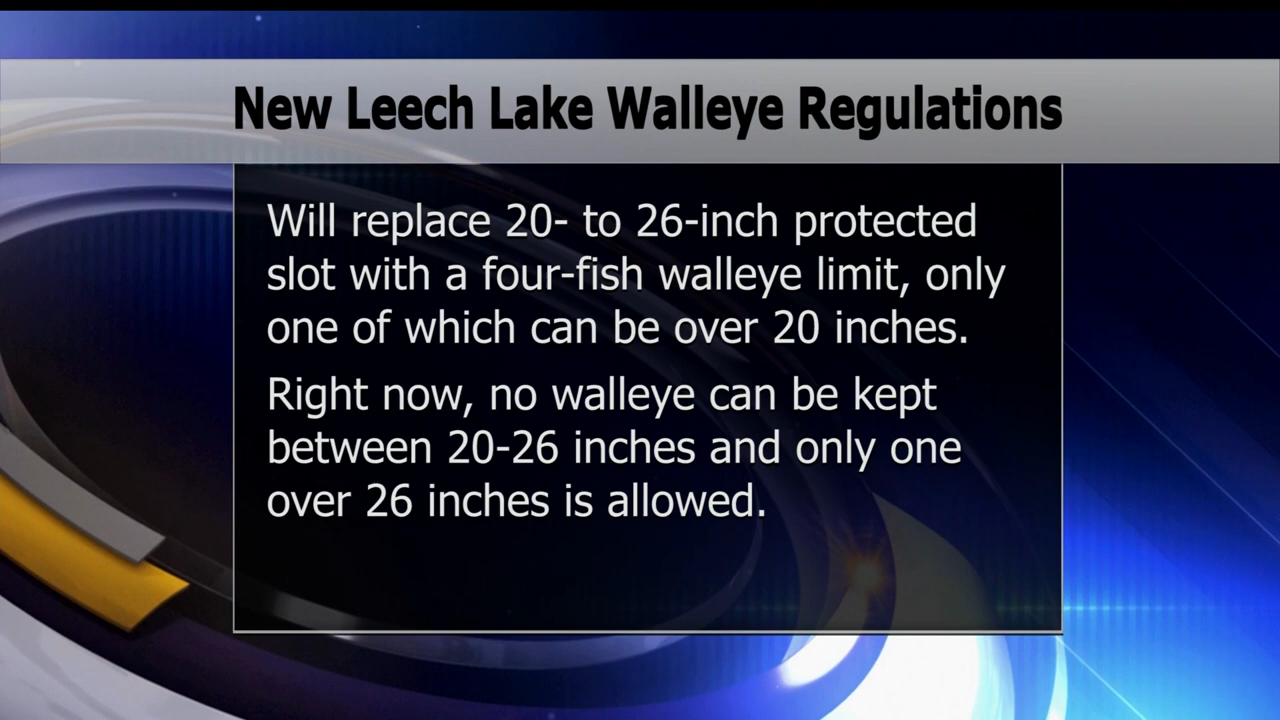 New Leech Lake Walleye Regulations
Will replace 20- to 26-inch protected
slot with a four-fish walleye limit, only
one of which can be over 20 inches.
Right now, no walleye can be kept
between 20-26 inches and only one
over 26 inches is allowed.